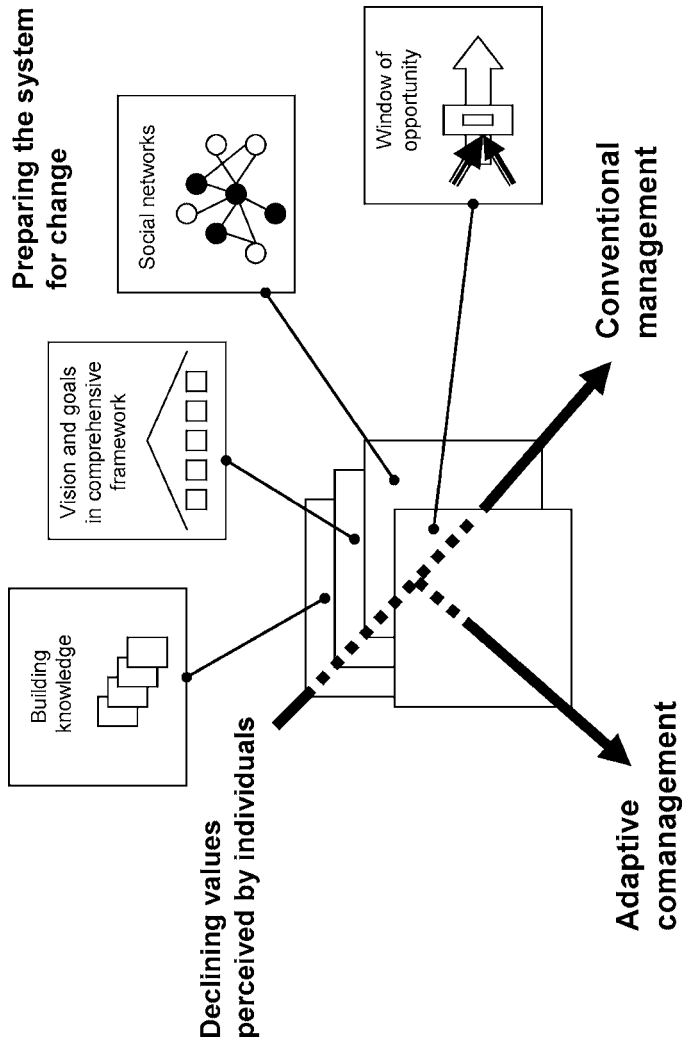 Preparing the system
for change
Building
knowledge
Vision and goals
in comprehensive
framework
Social networks
Window of
opportunity
Declining values
perceived by individuals
Adaptive
comanagement
Conventional
management